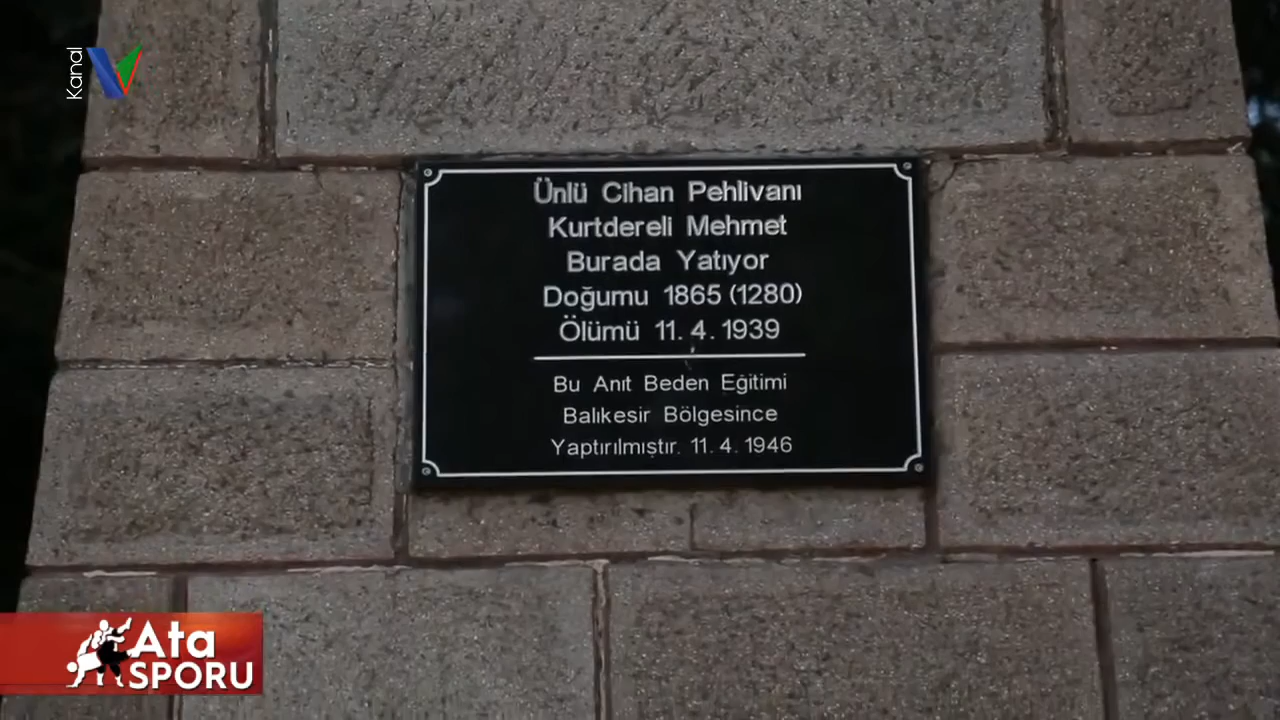 Kanal
V
Ünlü Cihan Pehlivanı
Kurtdereli Mehmet
Burada Yatıyor
Doğumu 1865 (1280)
Ölümü 11.4.1939
Bu Anıt Beden Eğitimi
Balıkesir Bölgesince
Yaptırılmıştır. 11.4.1946
Ata
SPORU